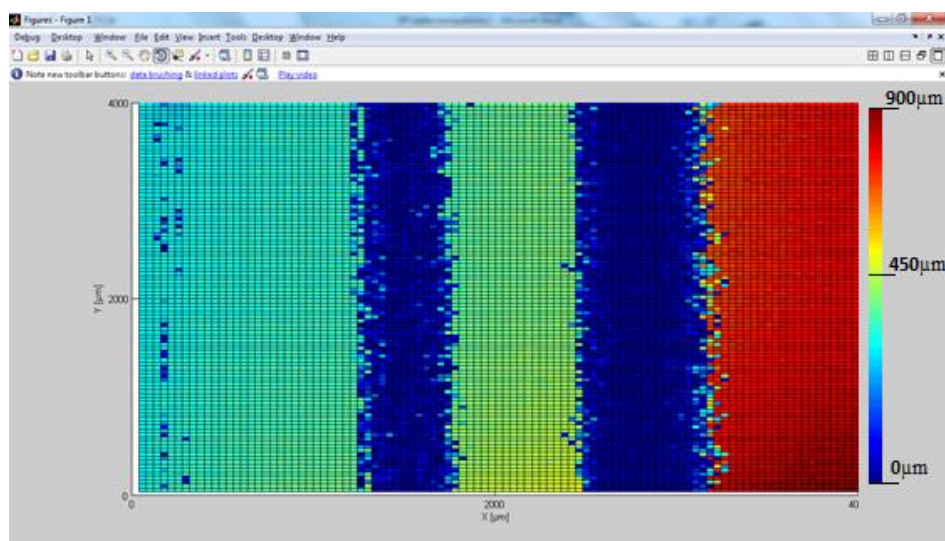 Figures - Figure 1
Debug Desktop Window File Edit View Insert Tools Desktop Window Help
Note new toolbar buttons: data brushing & linked plots Play video
4000
900μm
450μm
2000
Y [μm]
0μm
0
0
2000
40
X [μm]